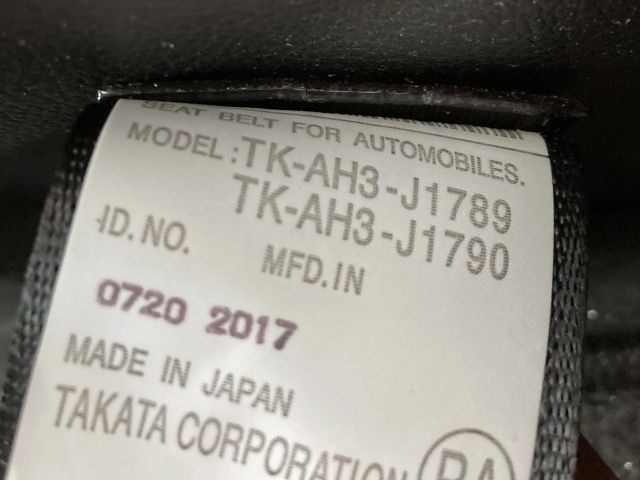 SEAT BELT FOR AUTOMOBILES.
MODEL:TK-AH3-J1789
TK-AH3-J1790
ID.NO. MFD.IN
0720 2017
MADE IN JAPAN
TAKATA CORPORATION